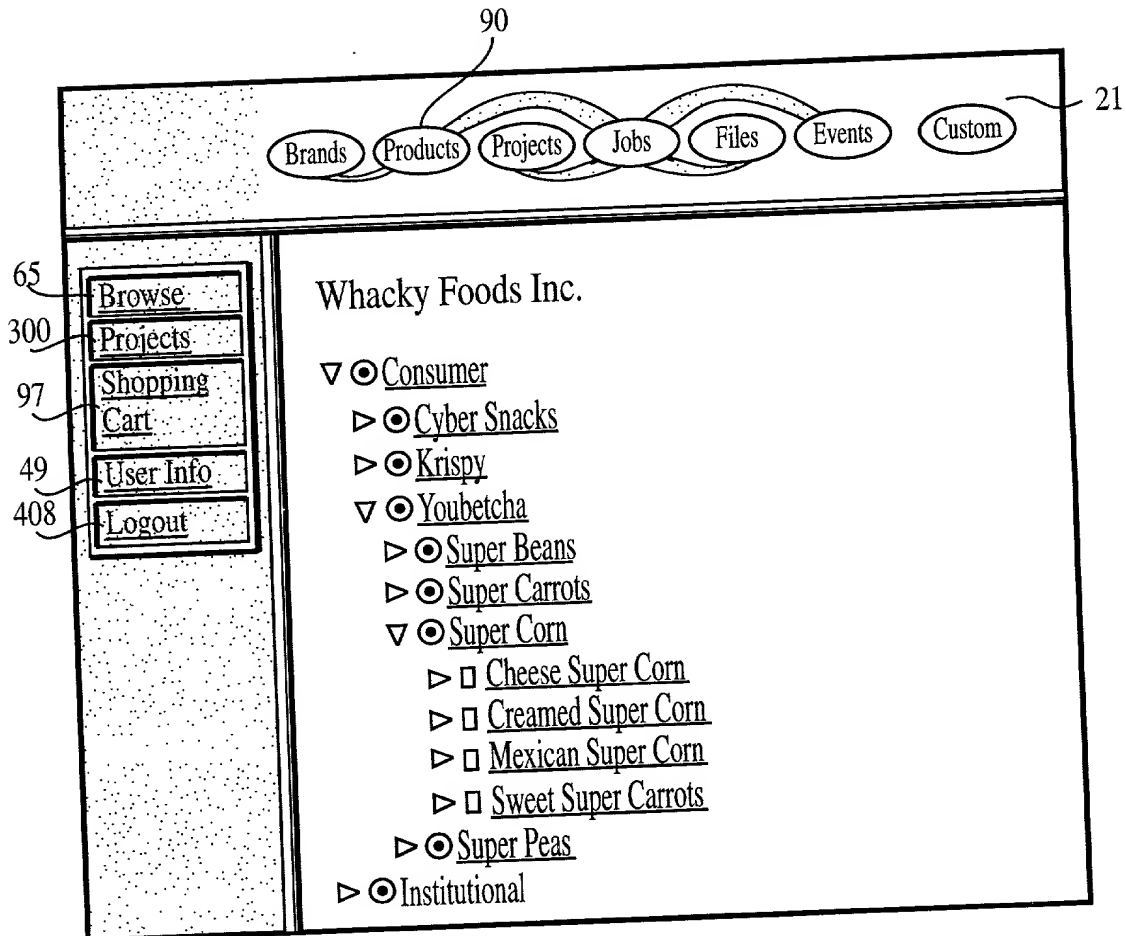 90
21
Brands Products Projects Jobs Files Events Custom
65
Browse
300
Projects
97
Shopping
Cart
49
User Info
408
Logout
Whacky Foods Inc.
Consumer
Cyber Snacks
Krispy
Youbetcha
Super Beans
Super Carrots
Super Corn
Cheese Super Corn
Creamed Super Corn
Mexican Super Corn
Sweet Super Carrots
Super Peas
Institutional